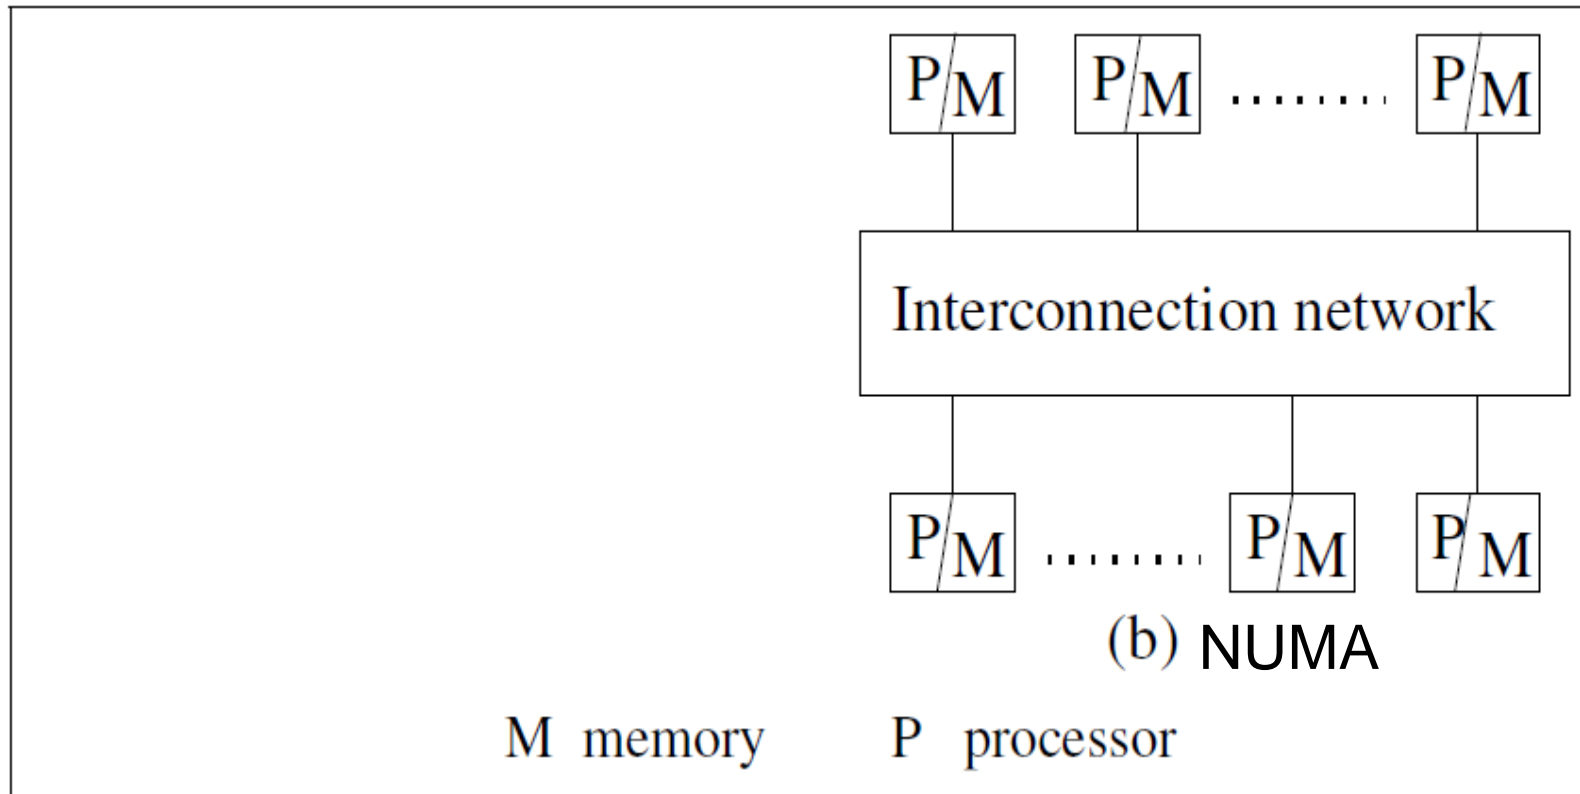 P/M P/M ........ P/M
Interconnection network
P/M ........ P/M P/M
(b) NUMA
M memory P processor